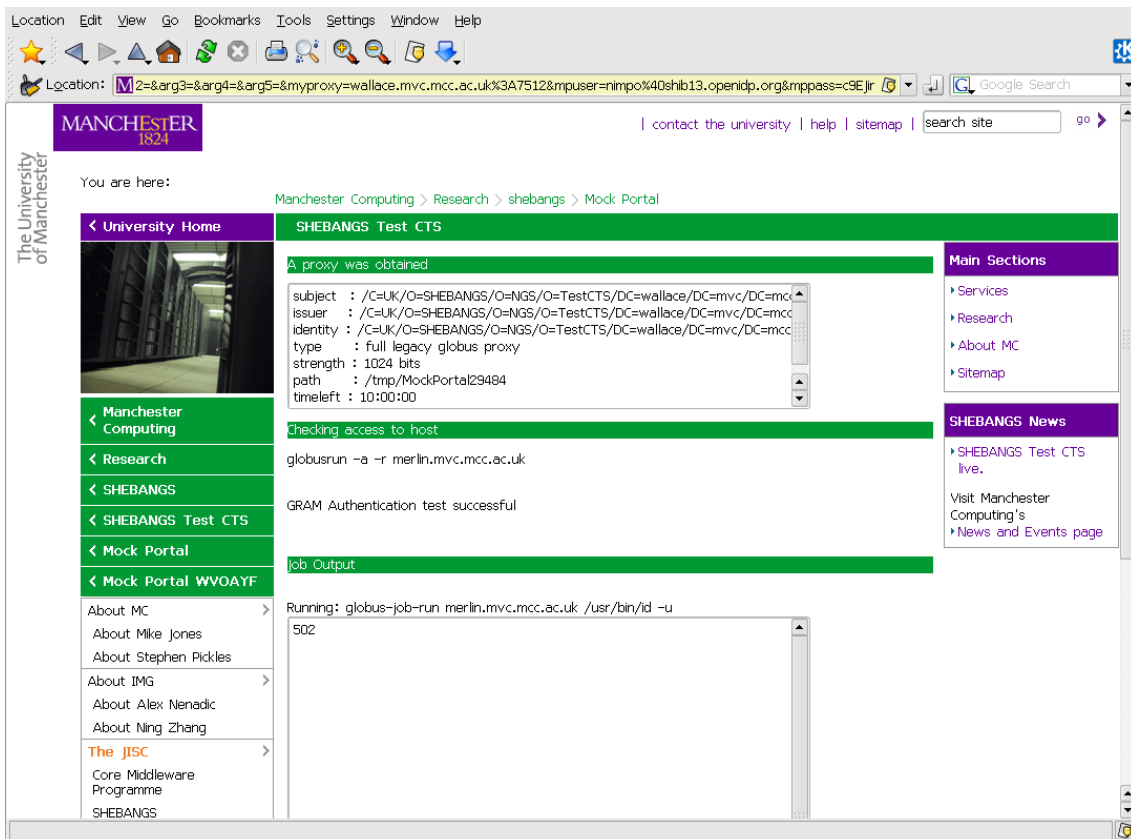 Location Edit View Go Bookmarks Tools Settings Window Help
Location: 2=&arg3=&arg4=&arg5=&myproxy=wallace.mvc.mcc.ac.uk%3A7512&mpuser=nimpo%40shib13.openidp.org&mppass=c9Ejir
Google Search
MANCHESTER
1824
The University
of Manchester
| contact the university | help | sitemap | search site go
You are here:
Manchester Computing > Research > shebangs > Mock Portal
University Home
SHEBANGS Test CTS
A proxy was obtained
subject : /C=UK/O=SHEBANGS/O=NGS/O=TestCTS/DC=wallace/DC=mvc/DC=mcc
issuer : /C=UK/O=SHEBANGS/O=NGS/O=TestCTS/DC=wallace/DC=mvc/DC=mcc
identity : /C=UK/O=SHEBANGS/O=NGS/O=TestCTS/DC=wallace/DC=mvc/DC=mcc
type : full legacy globus proxy
strength : 1024 bits
path : /tmp/MockPortal29484
timeleft : 10:00:00
Checking access to host
globusrun -a -r merlin.mvc.mcc.ac.uk
GRAM Authentication test successful
Job Output
Running: globus-job-run merlin.mvc.mcc.ac.uk /usr/bin/id -u
502
Manchester
Computing
Research
SHEBANGS
SHEBANGS Test CTS
Mock Portal
Mock Portal WVOAYF
About MC
About Mike Jones
About Stephen Pickles
About IMG
About Alex Nenadic
About Ning Zhang
The JISC
Core Middleware
Programme
SHEBANGS
Main Sections
Services
Research
About MC
Sitemap
SHEBANGS News
SHEBANGS Test CTS
live.
Visit Manchester
Computing's
News and Events page